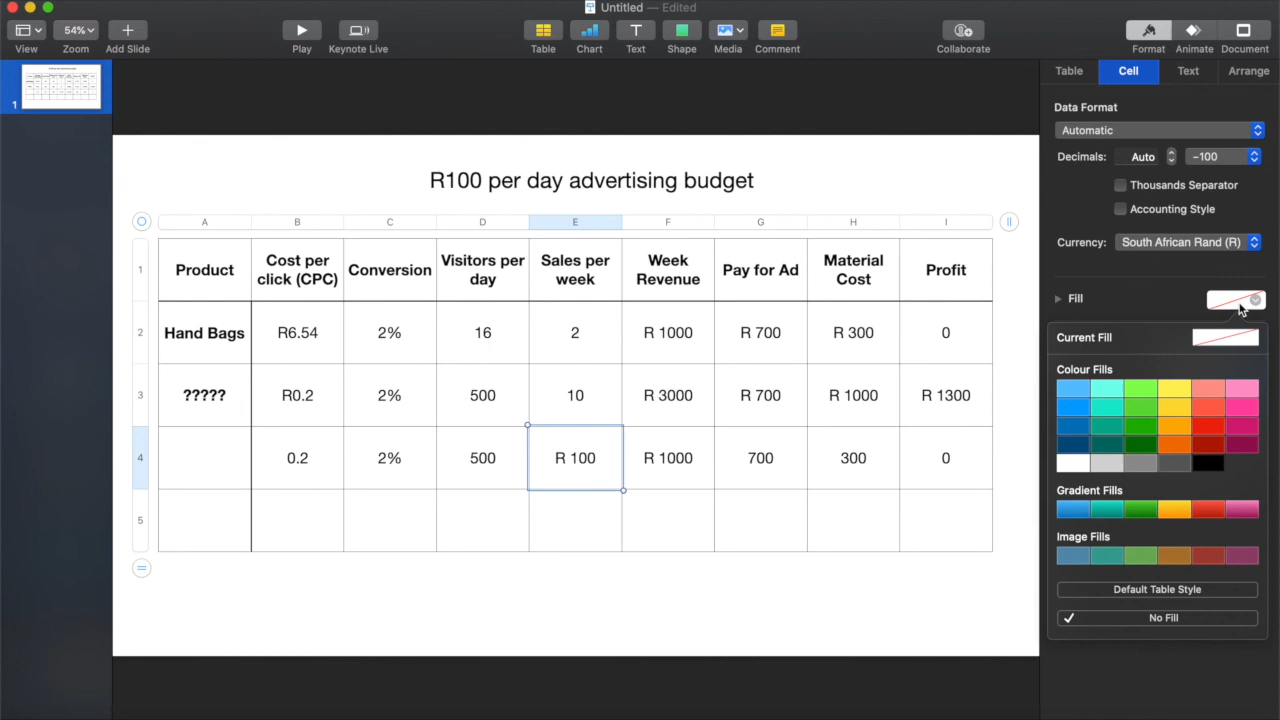 Untitled — Edited
54%
View
Zoom
Add Slide
Play
Keynote Live
Table
Chart
Text
Shape
Media
Comment
Collaborate
Format
Animate
Document
1
Table
Cell
Text
Arrange
Data Format
Automatic
Decimals:
Auto
-100
Thousands Separator
Accounting Style
Currency:
South African Rand (R)
Fill
Current Fill
Colour Fills
Gradient Fills
Image Fills
Default Table Style
✓ No Fill
R100 per day advertising budget
A B C D E F G H I
1
Product
Cost per
click (CPC)
Conversion
Visitors per
day
Sales per
week
Week
Revenue
Pay for Ad
Material
Cost
Profit
2 Hand Bags R6.54 2% 16 2 R 1000 R 700 R 300 0
3 ????? R0.2 2% 500 10 R 3000 R 700 R 1000 R 1300
4 0.2 2% 500 R 100 R 1000 700 300 0
5